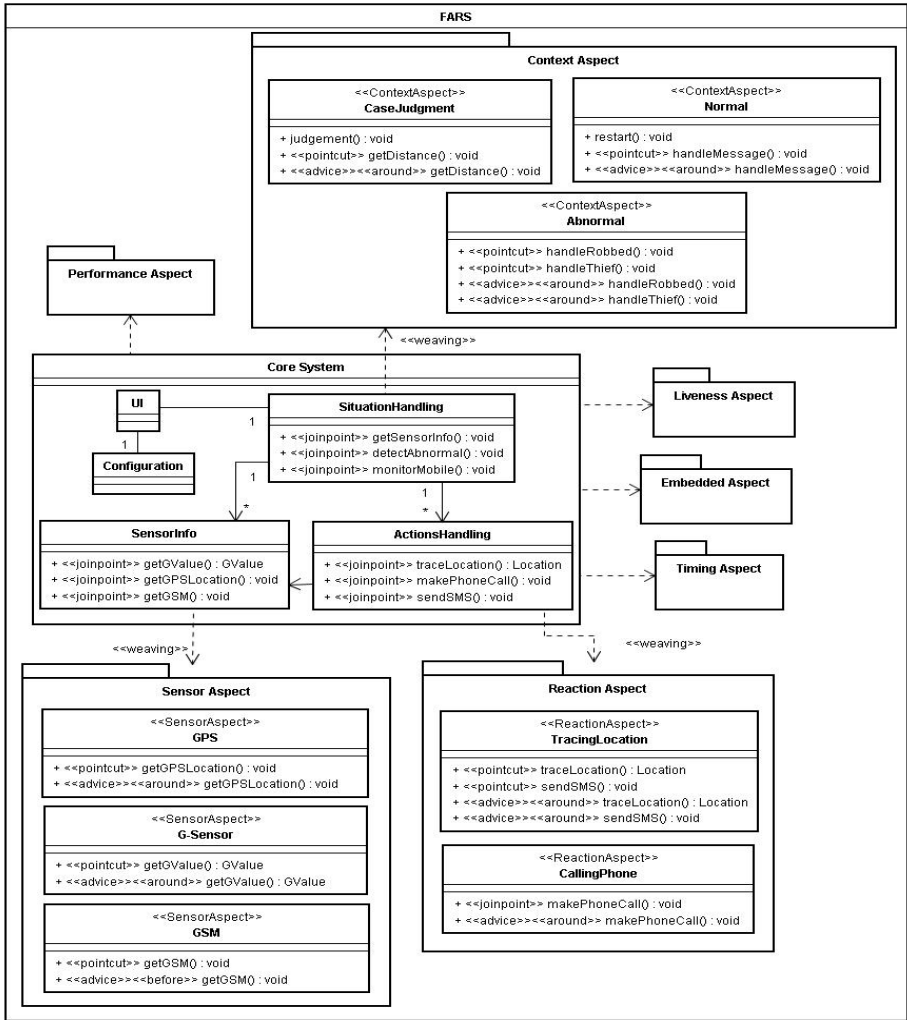 FARS
Context Aspect
<<ContextAspect>>
CaseJudgment
+ judgement() : void
+ <<pointcut>> getDistance() : void
+ <<advice>><<around>> getDistance() : void
<<ContextAspect>>
Normal
+ restart() : void
+ <<pointcut>> handleMessage() : void
+ <<advice>><<around>> handleMessage() : void
<<ContextAspect>>
Abnormal
+ <<pointcut>> handleRobbed() : void
+ <<pointcut>> handleThief() : void
+ <<advice>><<around>> handleRobbed() : void
+ <<advice>><<around>> handleThief() : void
Performance Aspect
<<weaving>>
Core System
UI
1
SituationHandling
+ <<joinpoint>> getSensorInfo() : void
+ <<joinpoint>> detectAbnormal() : void
+ <<joinpoint>> monitorMobile() : void
1
Configuration
1
*
1
*
SensorInfo
+ <<joinpoint>> getGValue() : GValue
+ <<joinpoint>> getGPSLocation() : void
+ <<joinpoint>> getGSM() : void
ActionsHandling
+ <<joinpoint>> traceLocation() : Location
+ <<joinpoint>> makePhoneCall() : void
+ <<joinpoint>> sendSMS() : void
Liveness Aspect
Embedded Aspect
Timing Aspect
<<weaving>>
<<weaving>>
Sensor Aspect
<<SensorAspect>>
GPS
+ <<pointcut>> getGPSLocation() : void
+ <<advice>><<around>> getGPSLocation() : void
<<SensorAspect>>
G-Sensor
+ <<pointcut>> getGValue() : GValue
+ <<advice>><<around>> getGValue() : GValue
<<SensorAspect>>
GSM
+ <<pointcut>> getGSM() : void
+ <<advice>><<before>> getGSM() : void
Reaction Aspect
<<ReactionAspect>>
TracingLocation
+ <<pointcut>> traceLocation() : Location
+ <<pointcut>> sendSMS() : void
+ <<advice>><<around>> traceLocation() : Location
+ <<advice>><<around>> sendSMS() : void
<<ReactionAspect>>
CallingPhone
+ <<joinpoint>> makePhoneCall() : void
+ <<advice>><<around>> makePhoneCall() : void